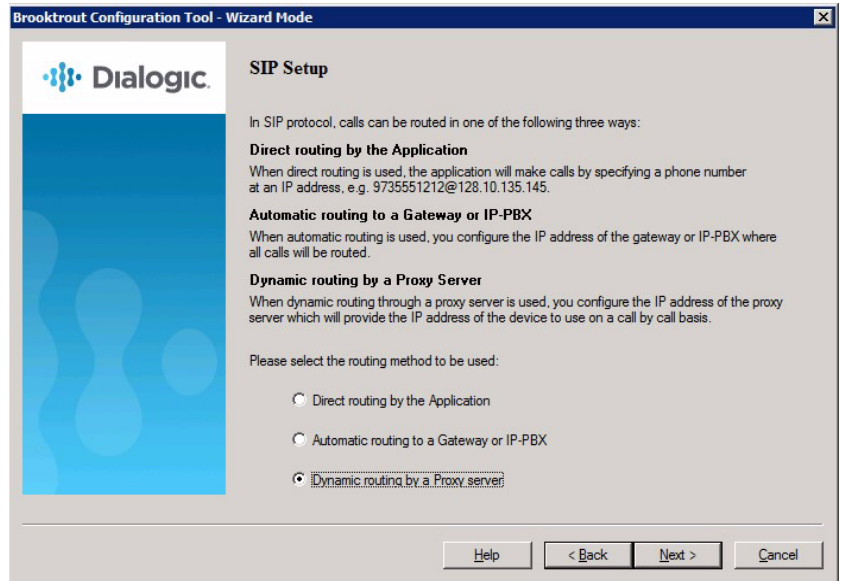 Brooktrout Configuration Tool - Wizard Mode
Dialogic.
SIP Setup
In SIP protocol, calls can be routed in one of the following three ways:
Direct routing by the Application
When direct routing is used, the application will make calls by specifying a phone number
at an IP address, e.g. 9735551212@128.10.135.145.
Automatic routing to a Gateway or IP-PBX
When automatic routing is used, you configure the IP address of the gateway or IP-PBX where
all calls will be routed.
Dynamic routing by a Proxy Server
When dynamic routing through a proxy server is used, you configure the IP address of the proxy
server which will provide the IP address of the device to use on a call by call basis.
Please select the routing method to be used:
Direct routing by the Application
Automatic routing to a Gateway or IP-PBX
Dynamic routing by a Proxy server
Help < Back Next > Cancel